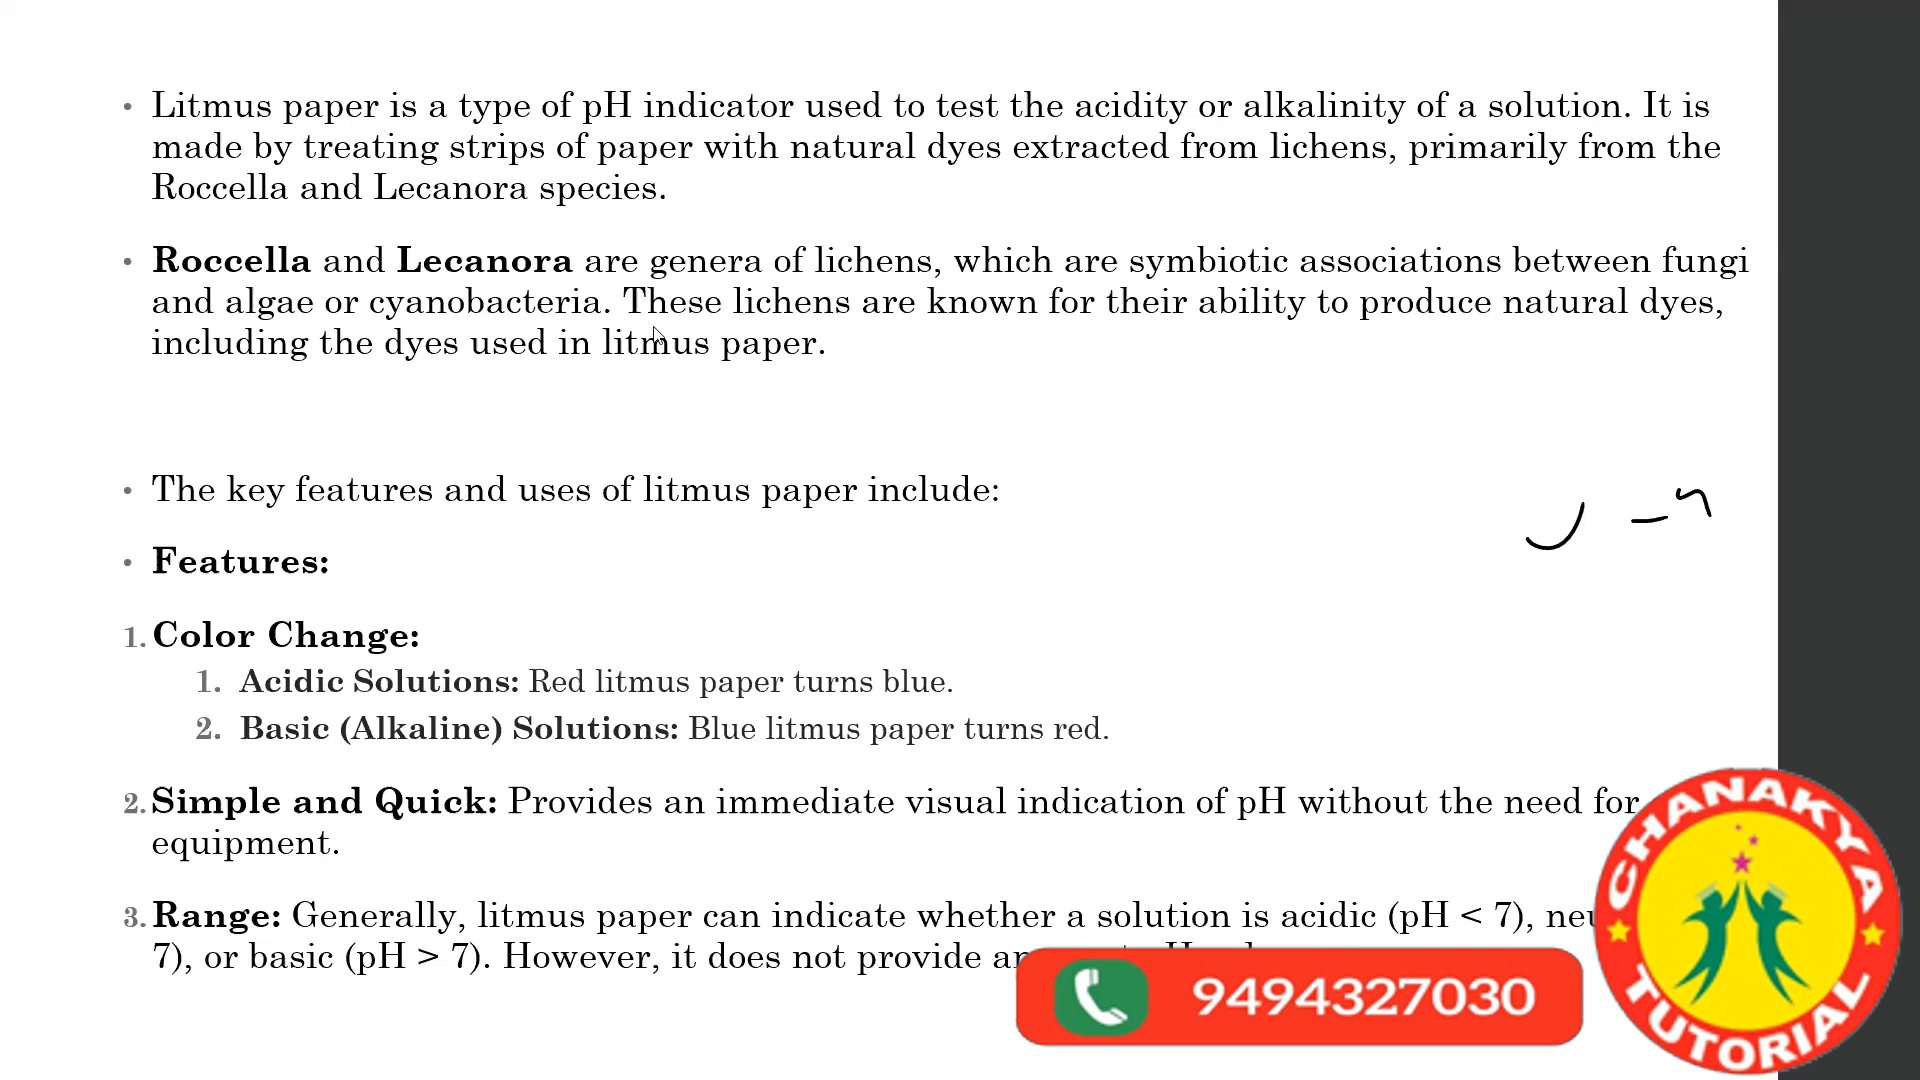 • Litmus paper is a type of pH indicator used to test the acidity or alkalinity of a solution. It is
made by treating strips of paper with natural dyes extracted from lichens, primarily from the
Roccella and Lecanora species.
• Roccella and Lecanora are genera of lichens, which are symbiotic associations between fungi
and algae or cyanobacteria. These lichens are known for their ability to produce natural dyes,
including the dyes used in litmus paper.
• The key features and uses of litmus paper include:
• Features:
1. Color Change:
1. Acidic Solutions: Red litmus paper turns blue.
2. Basic (Alkaline) Solutions: Blue litmus paper turns red.
2. Simple and Quick: Provides an immediate visual indication of pH without the need for
equipment.
3. Range: Generally, litmus paper can indicate whether a solution is acidic (pH < 7),
7), or basic (pH > 7). However, it does not provide
9494327030
CHANAKYA
TUTORIAL